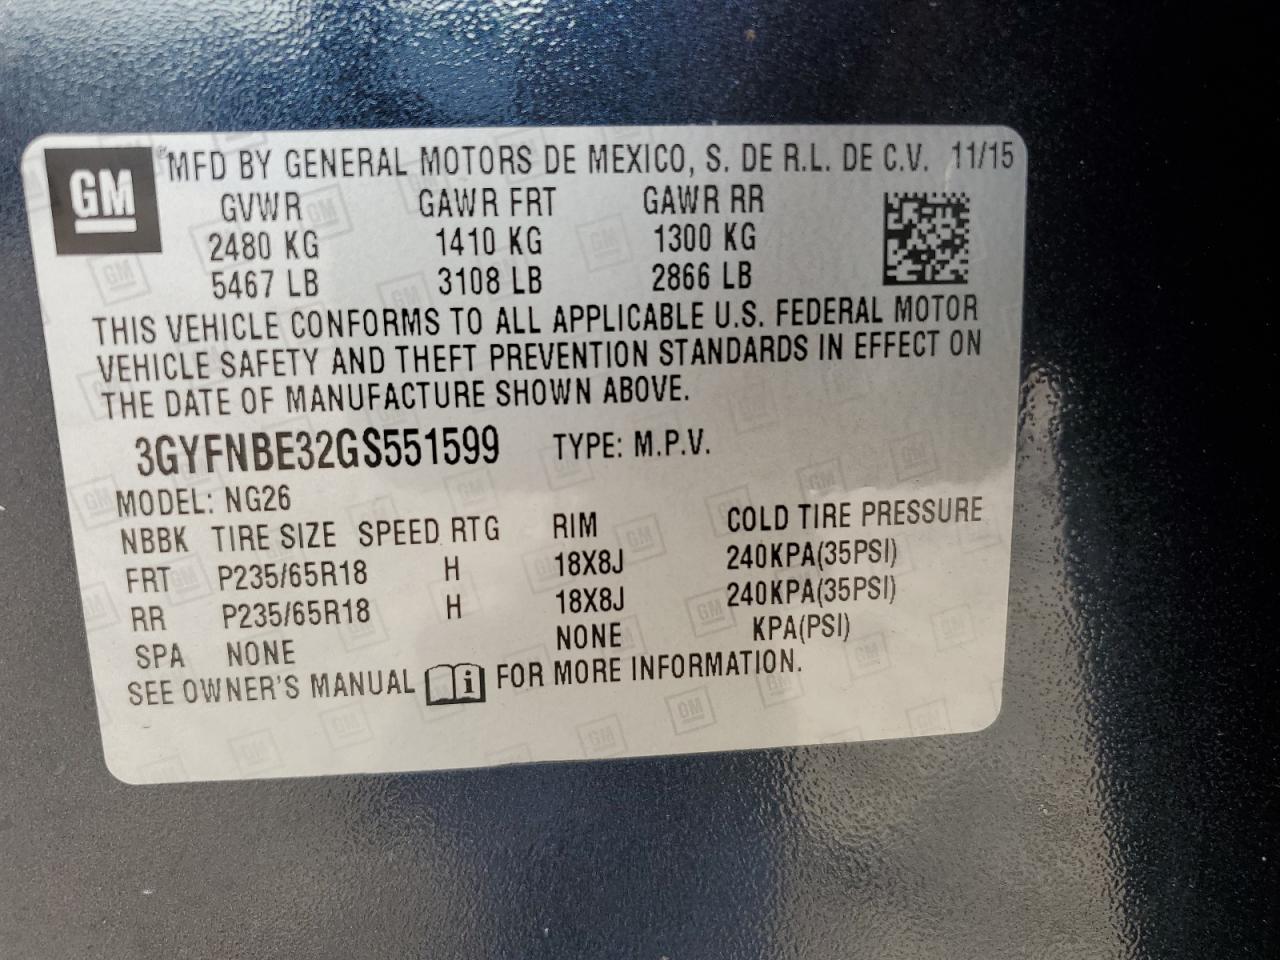 GM
®MFD BY GENERAL MOTORS DE MEXICO, S. DE R.L. DE C.V. 11/15
GVWR GAWR FRT GAWR RR
2480 KG 1410 KG 1300 KG
5467 LB 3108 LB 2866 LB
THIS VEHICLE CONFORMS TO ALL APPLICABLE U.S. FEDERAL MOTOR
VEHICLE SAFETY AND THEFT PREVENTION STANDARDS IN EFFECT ON
THE DATE OF MANUFACTURE SHOWN ABOVE.
3GYFNBE32GS551599 TYPE: M.P.V.
MODEL: NG26
NBBK TIRE SIZE SPEED RTG RIM COLD TIRE PRESSURE
FRT P235/65R18 H 18X8J 240KPA(35PSI)
RR P235/65R18 H 18X8J 240KPA(35PSI)
SPA NONE NONE KPA(PSI)
SEE OWNER'S MANUAL i FOR MORE INFORMATION.